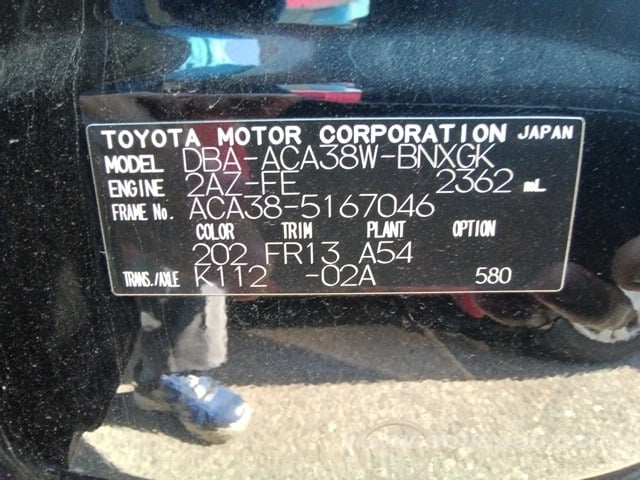 TOYOTA MOTOR CORPORATION JAPAN
MODEL DBA-ACA38W-BNXGK
ENGINE 2AZ-FE 2362 mL
FRAME No. ACA38-5167046
COLOR TRIM PLANT OPTION
202 FR13 A54
TRANS./AXLE K112 -02A 580